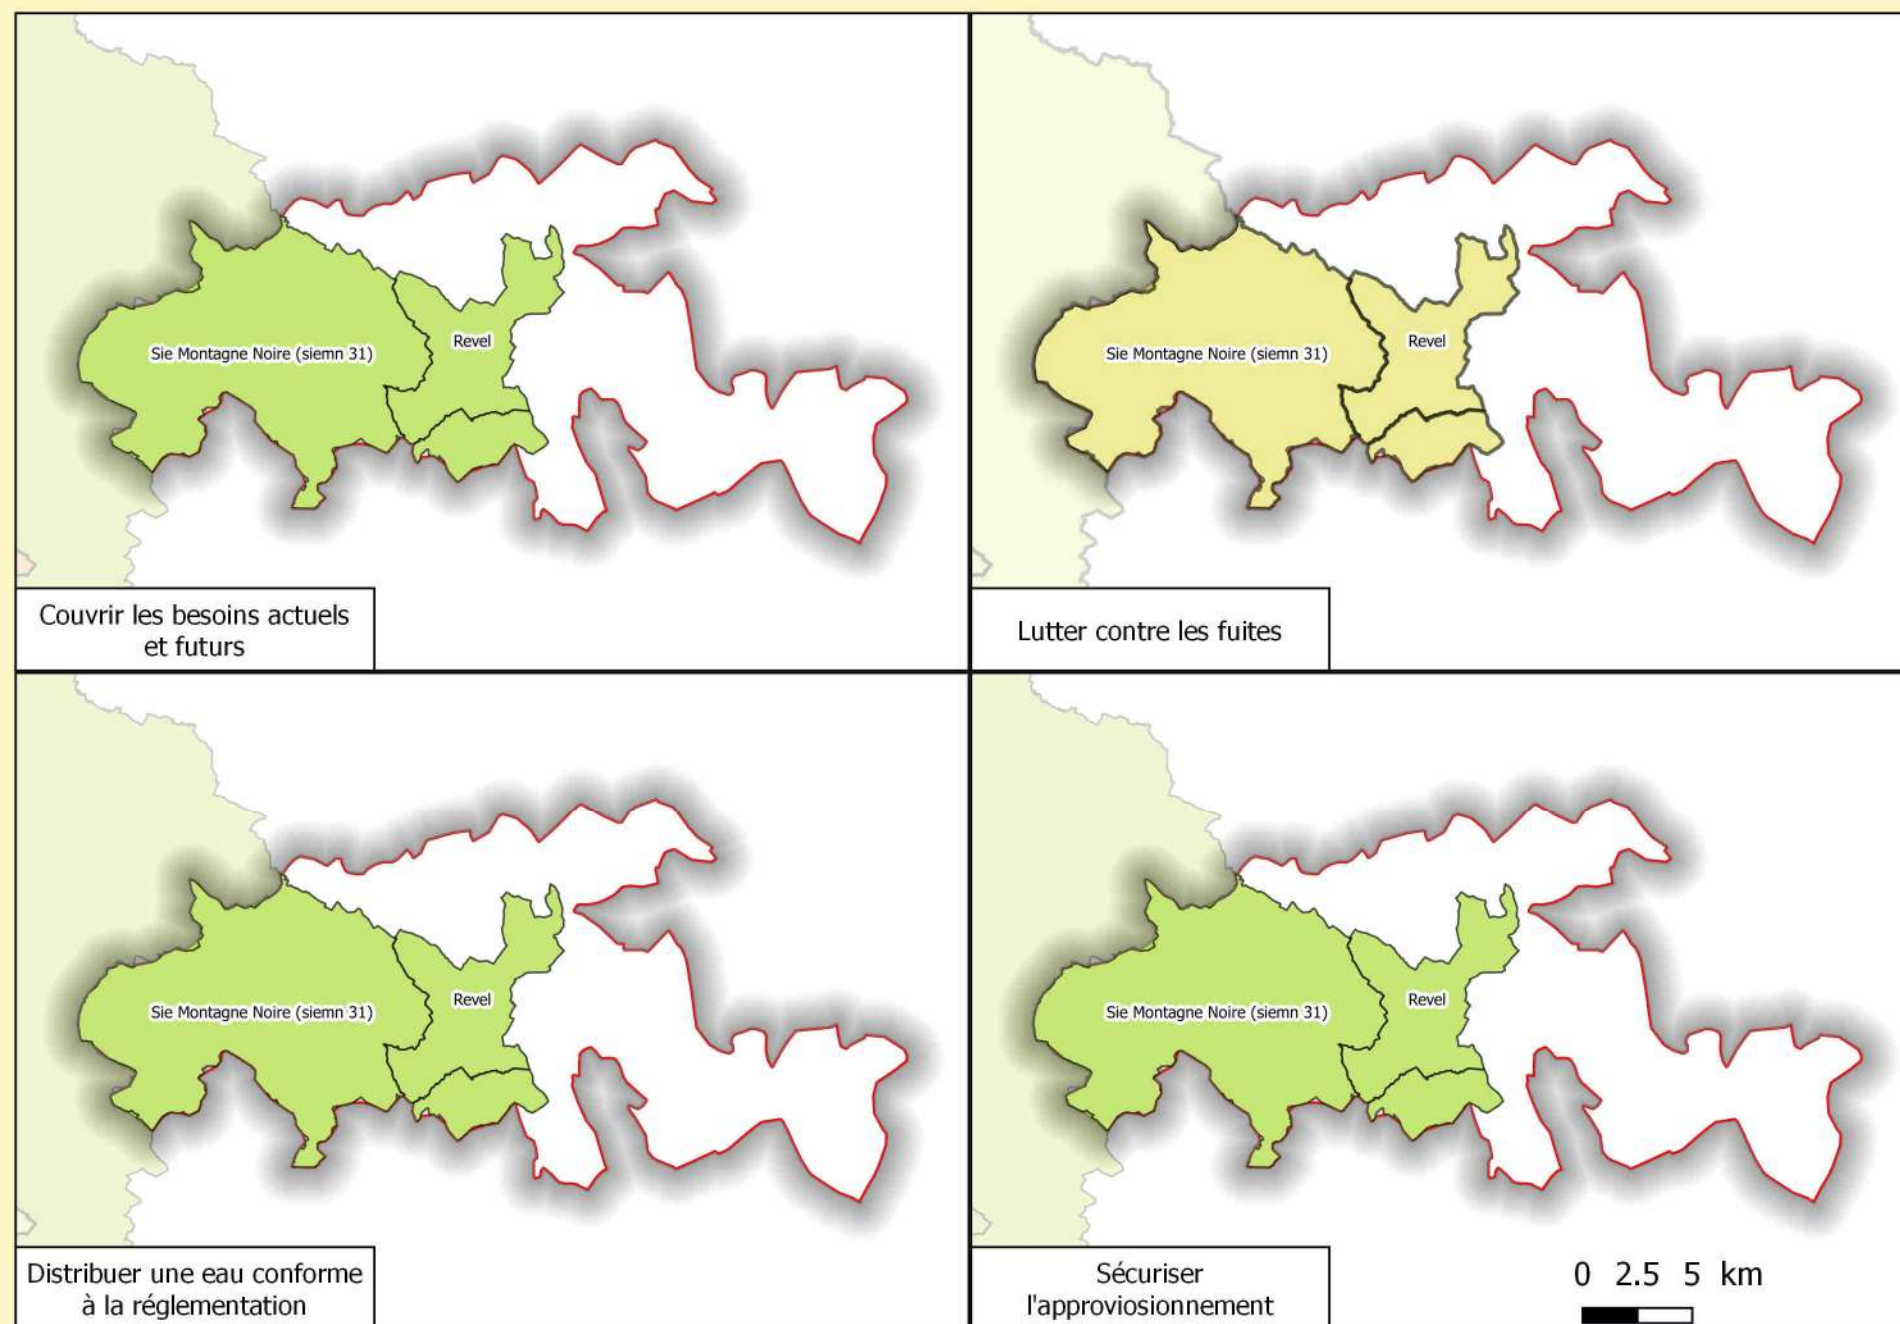 Sie Montagne Noire (siemn 31)
Revel
Couvrir les besoins actuels
et futurs
Sie Montagne Noire (siemn 31)
Revel
Lutter contre les fuites
Sie Montagne Noire (siemn 31)
Revel
Distribuer une eau conforme
à la réglementation
Sie Montagne Noire (siemn 31)
Revel
Sécuriser
l'approviosionnement
0 2.5 5 km